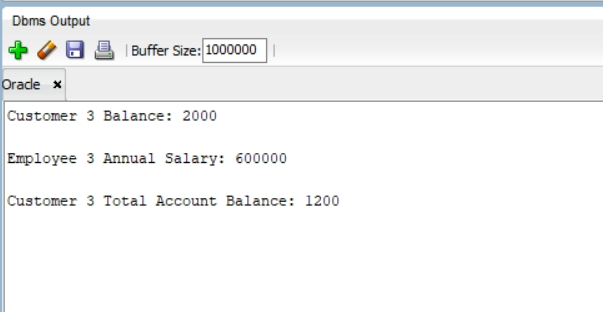 Dbms Output
Buffer Size: 1000000
Oracle
Customer 3 Balance: 2000
Employee 3 Annual Salary: 600000
Customer 3 Total Account Balance: 1200